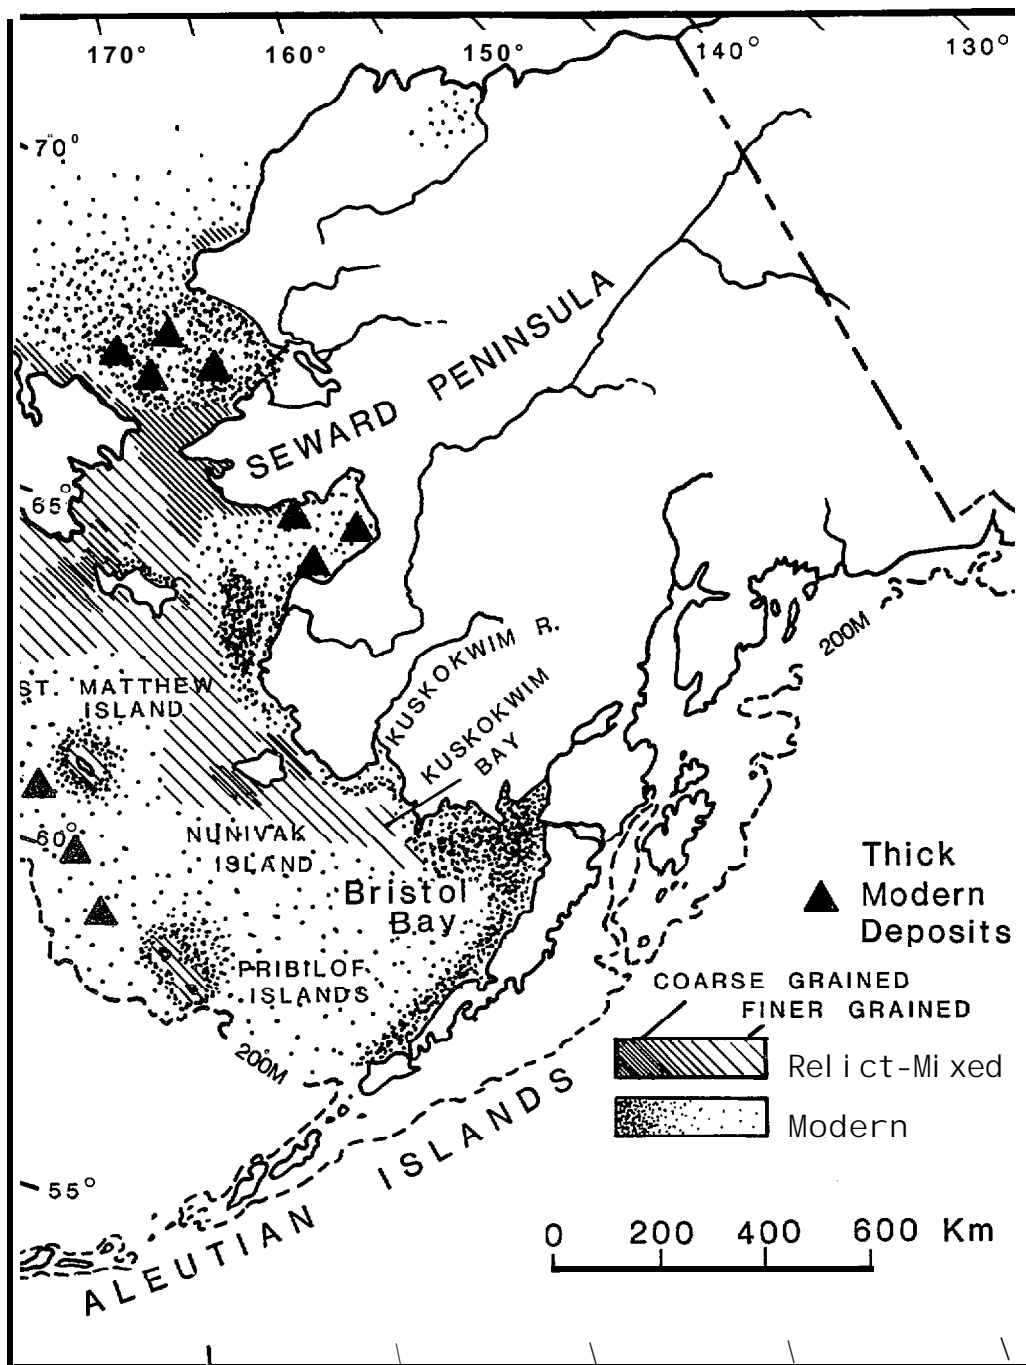 170°
160°
150°
140°
130°
70°
SEWARD PENINSULA
65°
KUSKOKWIM R.
KUSKOKWIM
BAY
200M
ST. MATTHEW
ISLAND
60°
NUNIVAK
ISLAND
Bristol
Bay
Thick
Modern
Deposits
PRIBILOF
ISLANDS
COARSE GRAINED
FINER GRAINED
200M
Relict-Mixed
Modern
55°
ALEUTIAN ISLANDS
0 200 400 600 Km